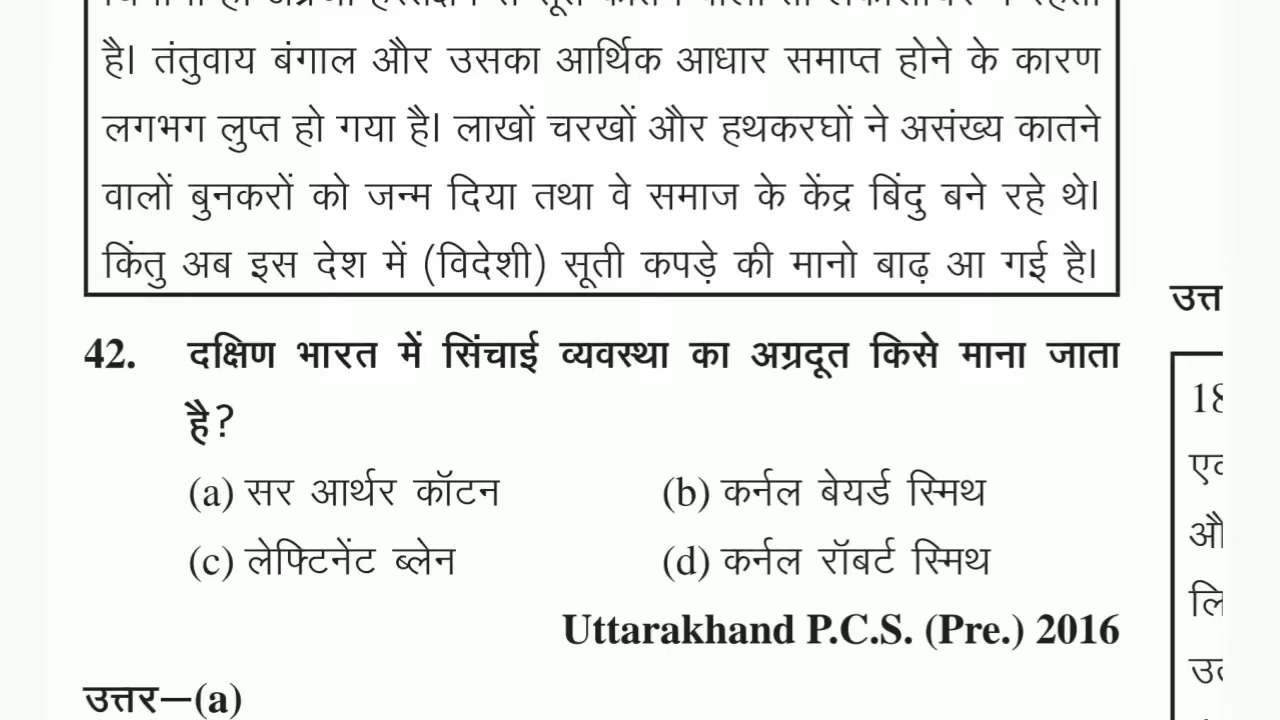 है। तंतुवाय बंगाल और उसका आर्थिक आधार समाप्त होने के कारण
लगभग लुप्त हो गया है। लाखों चरखों और हथकरघों ने असंख्य कातने
वालों बुनकरों को जन्म दिया तथा वे समाज के केंद्र बिंदु बने रहे थे।
किंतु अब इस देश में (विदेशी) सूती कपड़े की मानो बाढ़ आ गई है।
42. दक्षिण भारत में सिंचाई व्यवस्था का अग्रदूत किसे माना जाता
है?
(a) सर आर्थर कॉटन (b) कर्नल बेयर्ड स्मिथ
(c) लेफ्टिनेंट ब्लेन (d) कर्नल रॉबर्ट स्मिथ
Uttarakhand P.C.S. (Pre.) 2016
उत्तर–(a)
उत्त
18